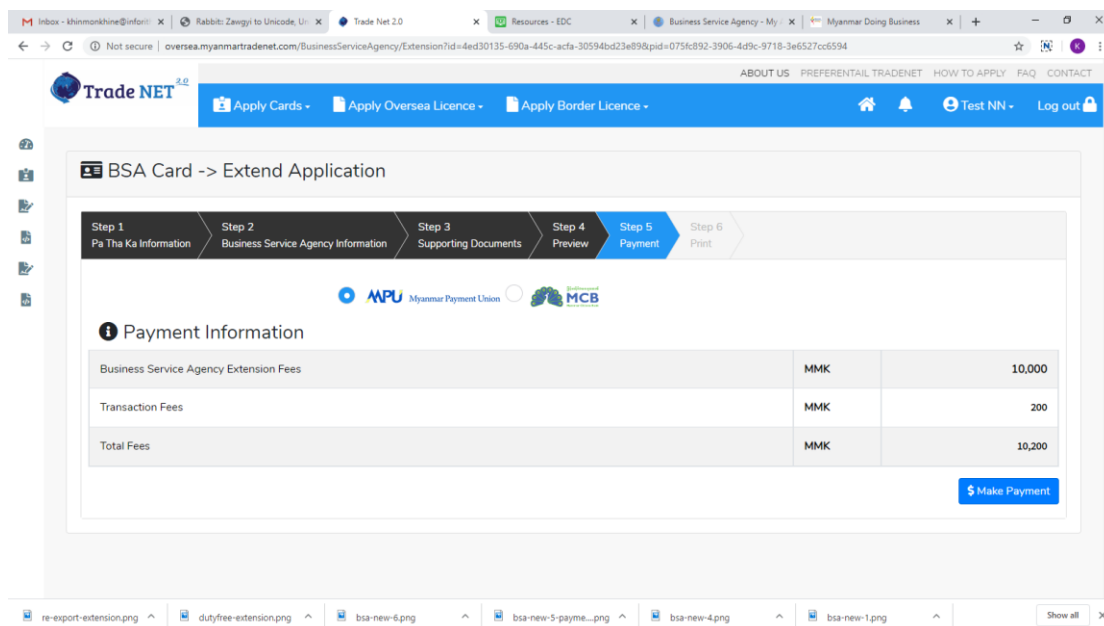 Inbox - khinmonkhine@inforit
Rabbit: Zawgyi to Unicode, Un
Trade Net 2.0
Resources - EDC
Business Service Agency - My
Myanmar Doing Business
Not secure | oversea.myanmartradenet.com/BusinessServiceAgency/Extension?id=4ed30135-690a-445c-acfa-30594bd23e89&pid=075fc892-3906-4d9c-9718-3e6527cc6594
K
ABOUT US PREFERENTAIL TRADENET HOW TO APPLY FAQ CONTACT
Trade NET 2.0
Apply Cards
Apply Oversea Licence
Apply Border Licence
Test NN
Log out
BSA Card -> Extend Application
Step 1
Pa Tha Ka Information
Step 2
Business Service Agency Information
Step 3
Supporting Documents
Step 4
Preview
Step 5
Payment
Step 6
Print
MPU Myanmar Payment Union
MCB
Payment Information
Business Service Agency Extension Fees MMK 10,000
Transaction Fees MMK 200
Total Fees MMK 10,200
$ Make Payment
re-export-extension.png
dutyfree-extension.png
bsa-new-6.png
bsa-new-5-payme....png
bsa-new-4.png
bsa-new-1.png
Show all